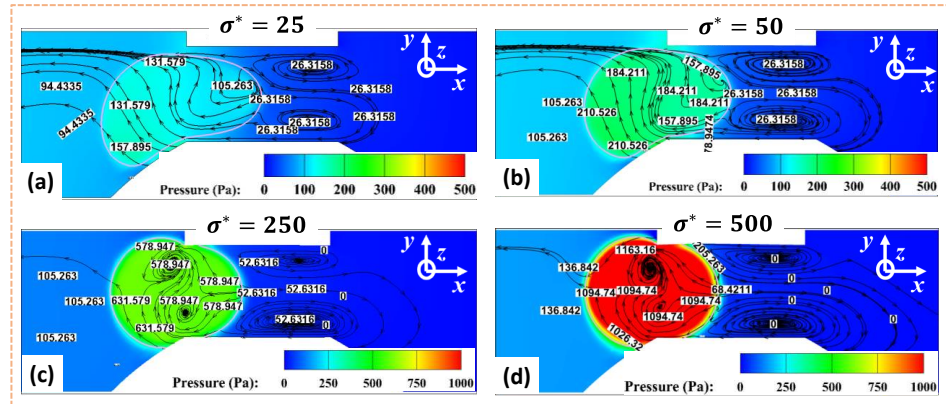 σ* = 25
131.579
94.4335
131.579
94.4335
157.895
105.263
26.3158
26.3158
26.3158
26.3158
26.3158
y
z
x
(a)
Pressure (Pa):
0 100 200 300 400 500
σ* = 50
157.895
184.211
184.211
105.263
210.526
184.211
157.895
105.263
210.526
78.9474
26.3158
26.3158
26.3158
y
z
x
(b)
Pressure (Pa):
0 100 200 300 400 500
σ* = 250
578.947
578.947
578.947
105.263
105.263
631.579
578.947
578.947
105.263
631.579
0
52.6316
52.6316
52.6316
0
52.6316
0
y
z
x
(c)
Pressure (Pa):
0 250 500 750 1000
σ* = 500
1163.16
205.263
136.842
1094.74
1094.74
1094.74
68.4211
136.842
1094.74
1026.32
0
0
0
0
y
z
x
(d)
Pressure (Pa):
0 250 500 750 1000